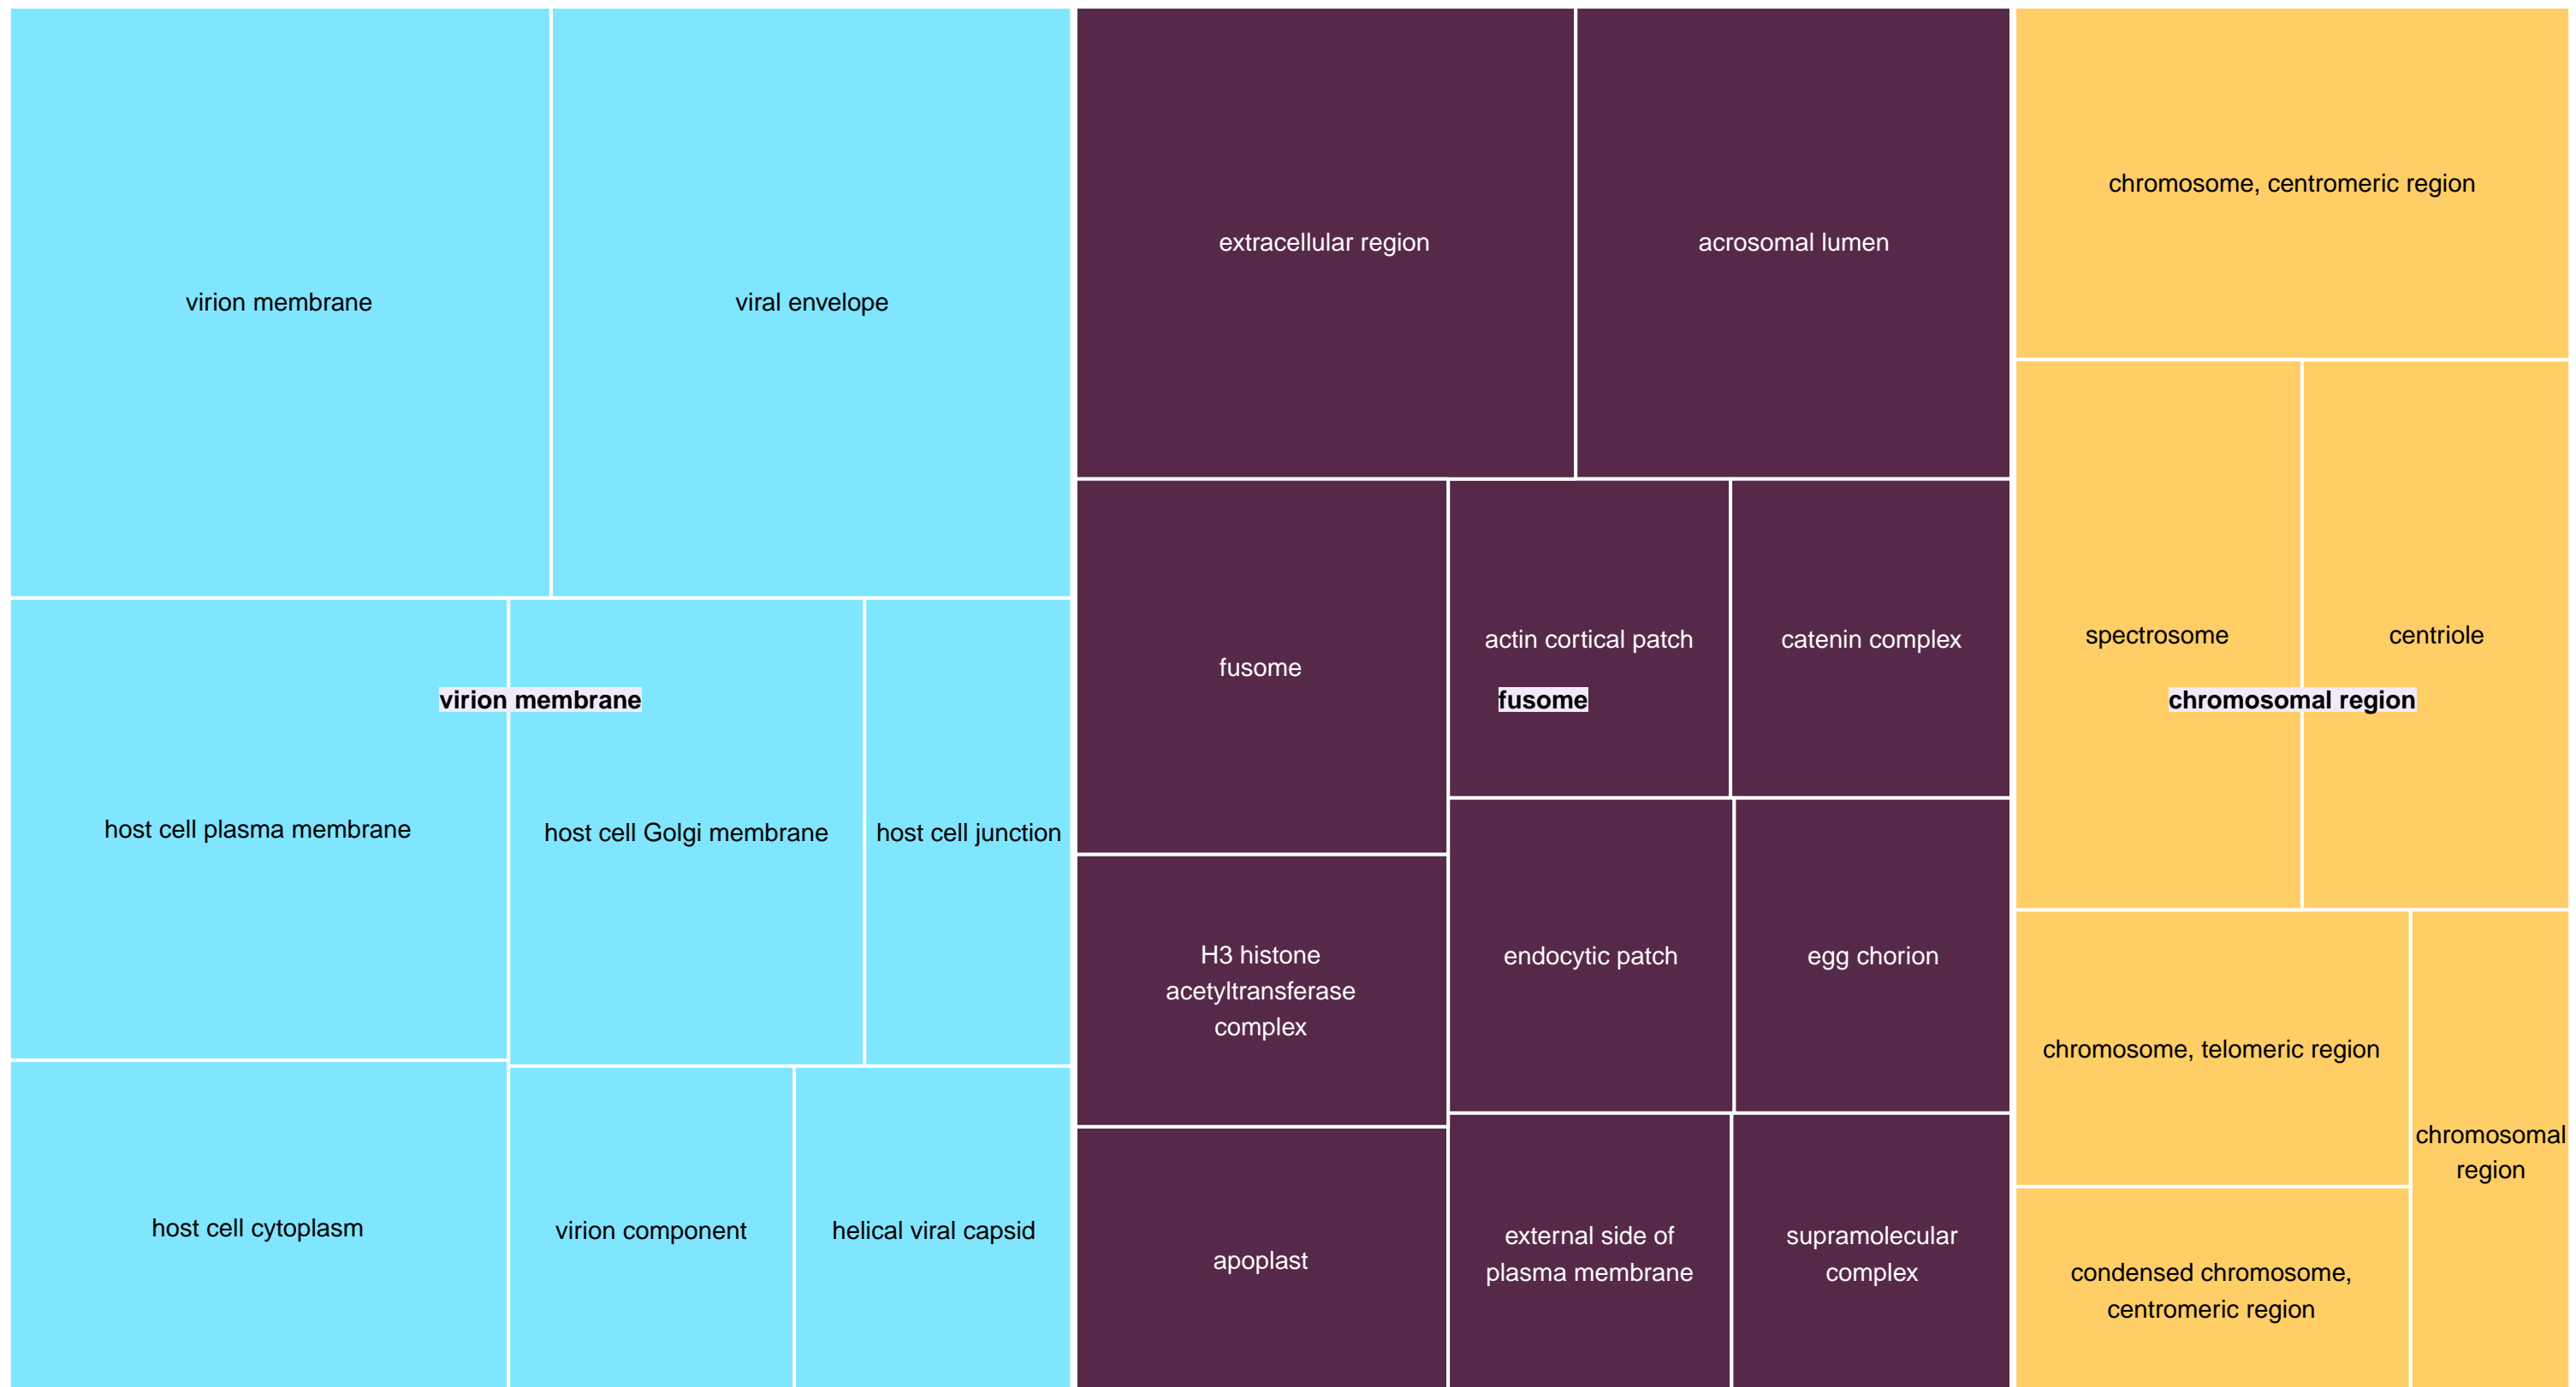 virion membrane
viral envelope
host cell plasma membrane
host cell Golgi membrane
host cell junction
virion membrane
host cell cytoplasm
virion component
helical viral capsid
extracellular region
acrosomal lumen
fusome
actin cortical patch
catenin complex
fusome
H3 histone
acetyltransferase
complex
endocytic patch
egg chorion
apoplast
external side of
plasma membrane
supramolecular
complex
chromosome, centromeric region
spectrosome
centriole
chromosomal region
chromosome, telomeric region
chromosomal
region
condensed chromosome,
centromeric region